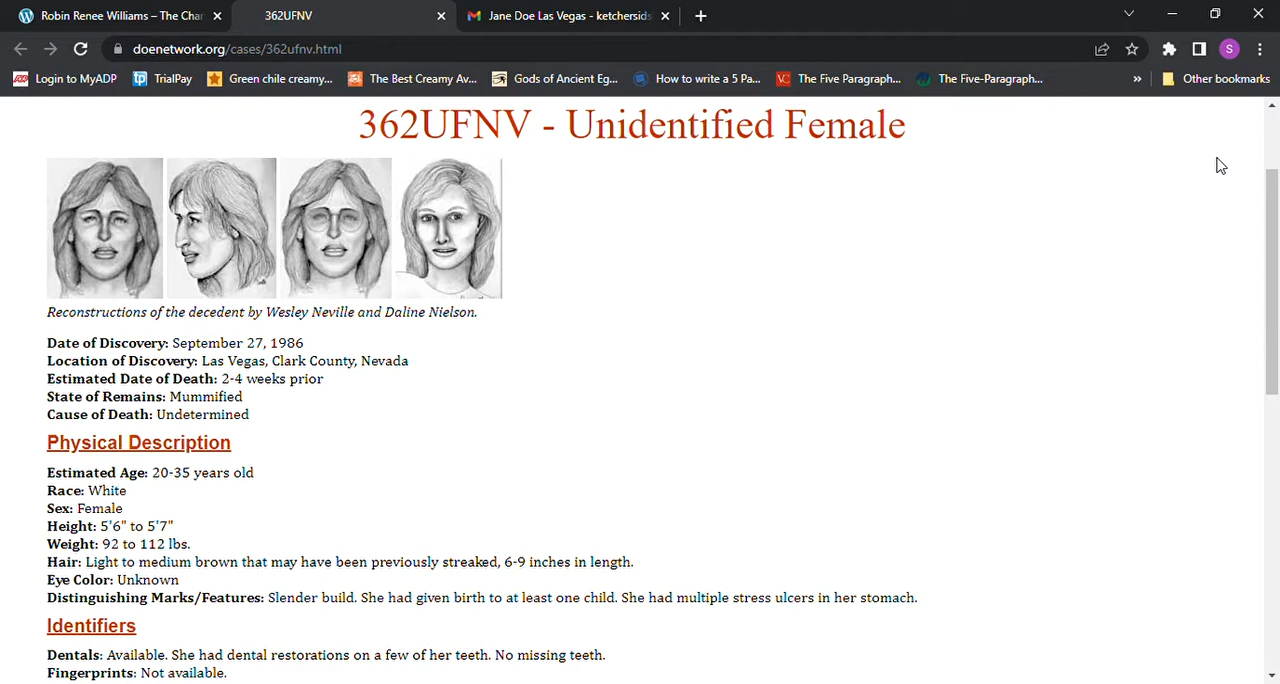 Robin Renee Williams – The Char
362UFNV
Jane Doe Las Vegas - ketchersids
doenetwork.org/cases/362ufnv.html
S
Login to MyADP
tp TrialPay
Green chile creamy...
The Best Creamy Av...
Gods of Ancient Eg...
How to write a 5 Pa...
VC The Five Paragraph...
The Five-Paragraph...
»
Other bookmarks
362UFNV - Unidentified Female
Reconstructions of the decedent by Wesley Neville and Daline Nielson.
Date of Discovery: September 27, 1986
Location of Discovery: Las Vegas, Clark County, Nevada
Estimated Date of Death: 2-4 weeks prior
State of Remains: Mummified
Cause of Death: Undetermined
Physical Description
Estimated Age: 20-35 years old
Race: White
Sex: Female
Height: 5'6" to 5'7"
Weight: 92 to 112 lbs.
Hair: Light to medium brown that may have been previously streaked, 6-9 inches in length.
Eye Color: Unknown
Distinguishing Marks/Features: Slender build. She had given birth to at least one child. She had multiple stress ulcers in her stomach.
Identifiers
Dentals: Available. She had dental restorations on a few of her teeth. No missing teeth.
Fingerprints: Not available.